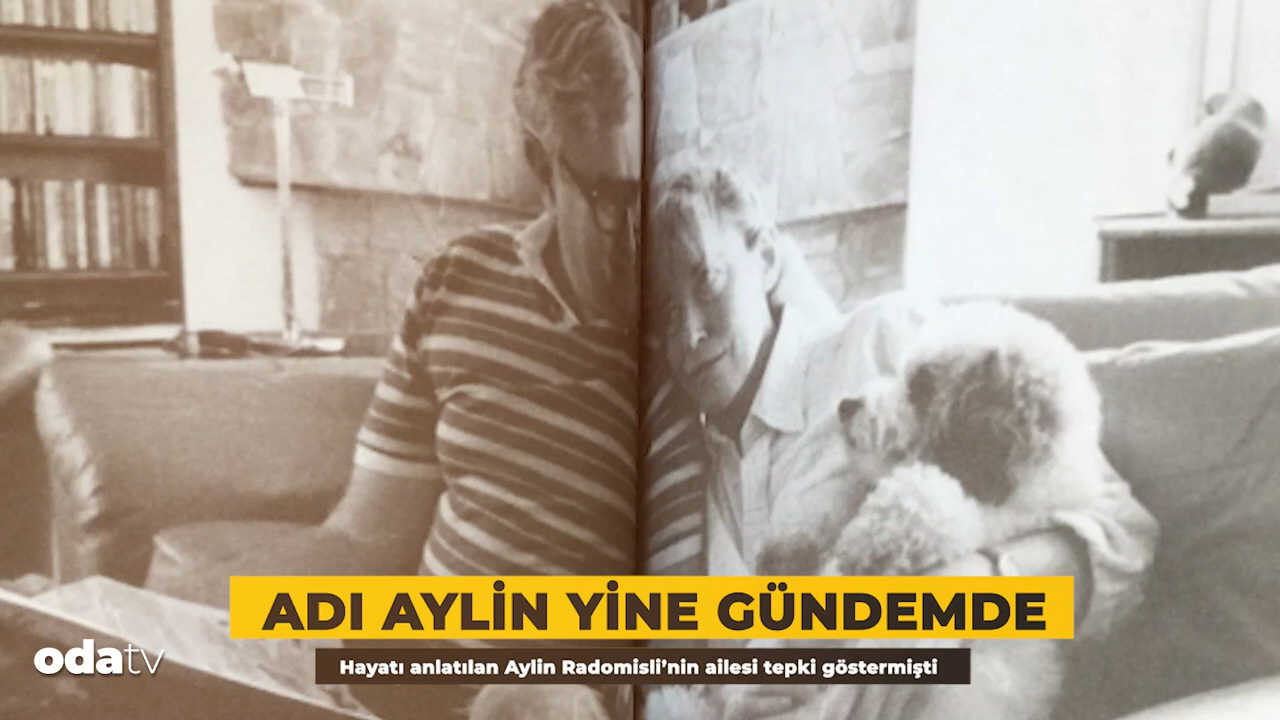 ADI AYLİN YİNE GÜNDEMDE
odatv
Hayatı anlatılan Aylin Radomisli’nin ailesi tepki göstermişti